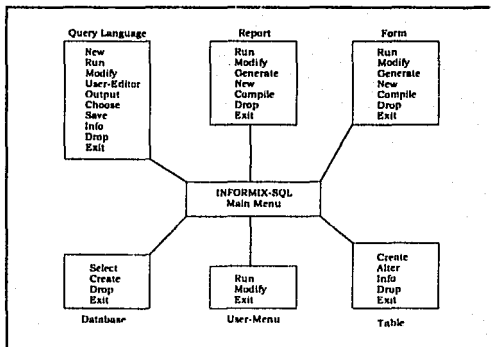 Query Language
New
Run
Modify
User-Editor
Output
Choose
Save
Info
Drop
Exit
Report
Run
Modify
Generate
New
Compile
Drop
Exit
Form
Run
Modify
Generate
New
Compile
Drop
Exit
INFORMIX-SQL
Main Menu
Select
Create
Drop
Exit
Database
Run
Modify
Exit
User-Menu
Create
Alter
Info
Drup
Exit
Table